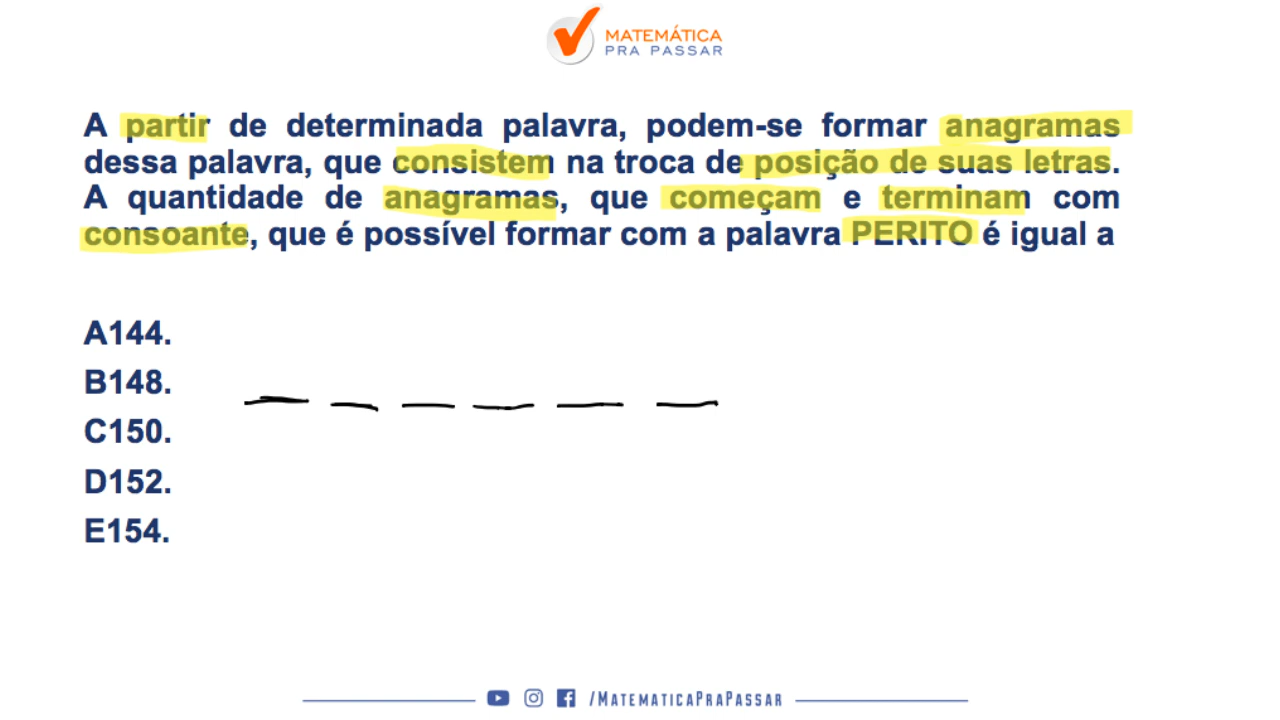 MATEMÁTICA
PRA PASSAR
A partir de determinada palavra, podem-se formar anagramas
dessa palavra, que consistem na troca de posição de suas letras.
A quantidade de anagramas, que começam e terminam com
consoante, que é possível formar com a palavra PERITO é igual a
A144.
B148.
C150.
D152.
E154.
/MATEMATICAPRAPASSAR